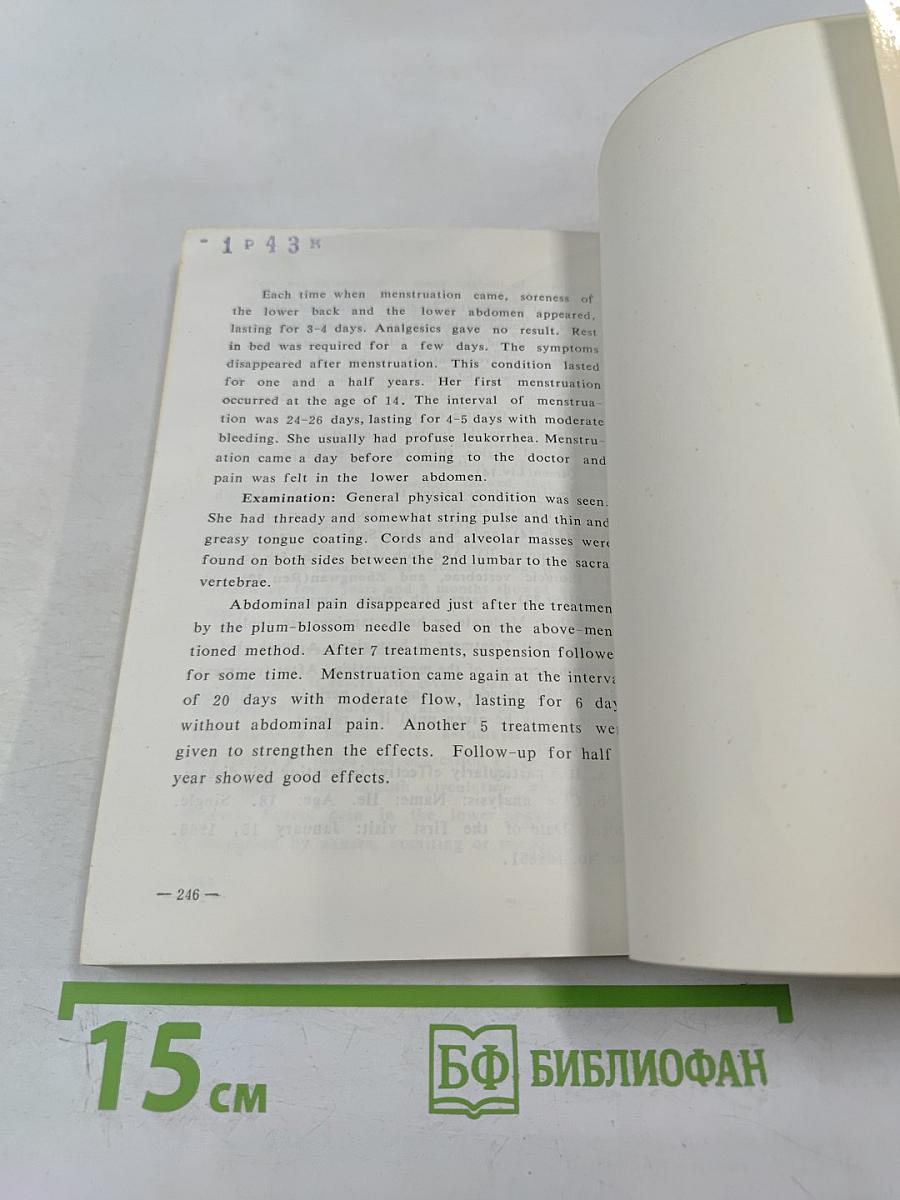 - 1 P 4 3 К
Each time when menstruation came, soreness of
the lower back and the lower abdomen appeared,
lasting for 3-4 days. Analgesics gave no result. Rest
in bed was required for a few days. The symptoms
disappeared after menstruation. This condition lasted
for one and a half years. Her first menstruation
occurred at the age of 14. The interval of menstrua-
tion was 24-26 days, lasting for 4-5 days with moderate
bleeding. She usually had profuse leukorrhea. Menstru-
ation came a day before coming to the doctor and
pain was felt in the lower abdomen.
Examination: General physical condition was seen.
She had thready and somewhat string pulse and thin and
greasy tongue coating. Cords and alveolar masses were
found on both sides between the 2nd lumbar to the sacra
vertebrae.
Abdominal pain disappeared just after the treatmen
by the plum-blossom needle based on the above-men
tioned method. After 7 treatments, suspension followe
for some time. Menstruation came again at the interva
of 20 days with moderate flow, lasting for 6 day
without abdominal pain. Another 5 treatments we
given to strengthen the effects. Follow-up for half
year showed good effects.
— 246 —
15 см
БФ БИБЛИОФАН